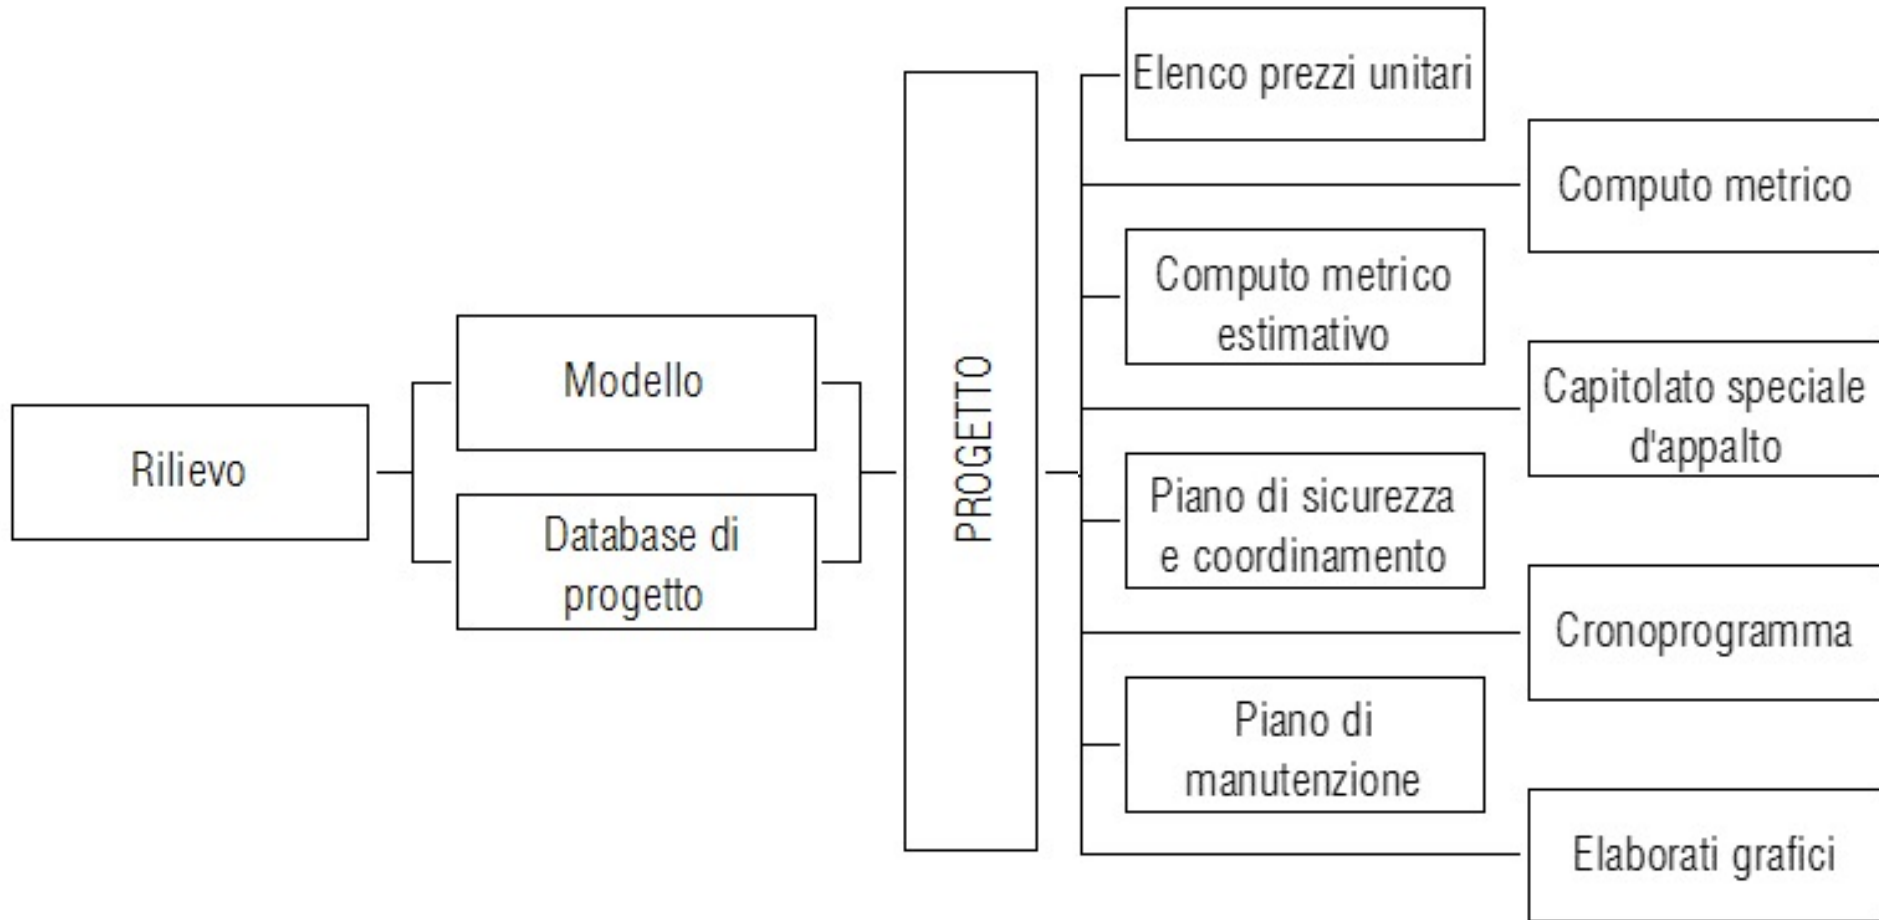 Rilievo
Modello
Database di
progetto
PROGETTO
Elenco prezzi unitari
Computo metrico
Computo metrico
estimativo
Capitolato speciale
d'appalto
Piano di sicurezza
e coordinamento
Cronoprogramma
Piano di
manutenzione
Elaborati grafici